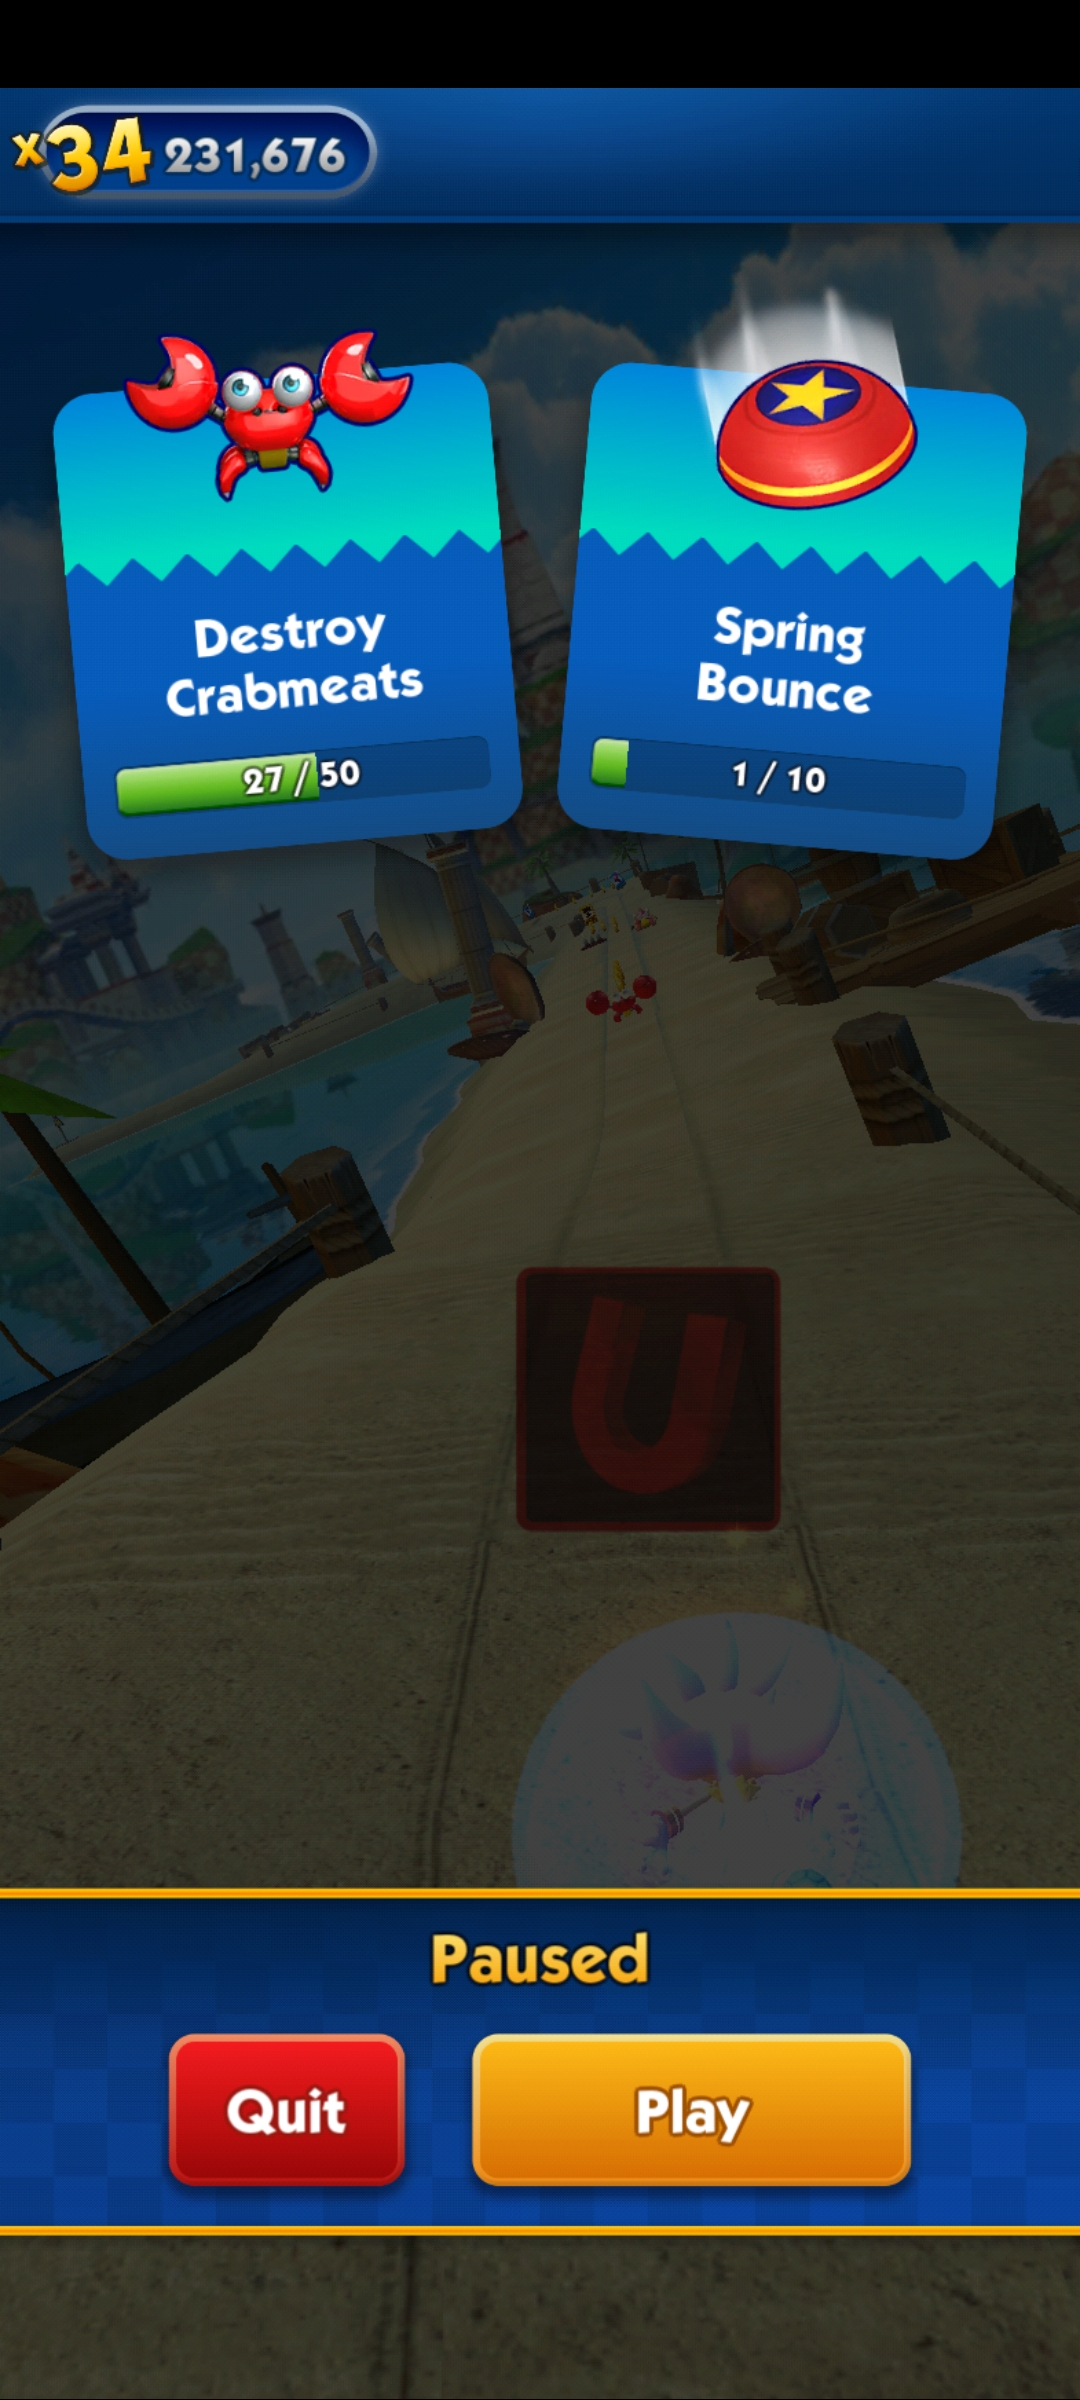 x34 231,676
Destroy
Crabmeats
27 / 50
Spring
Bounce
1 / 10
U
Paused
Quit
Play